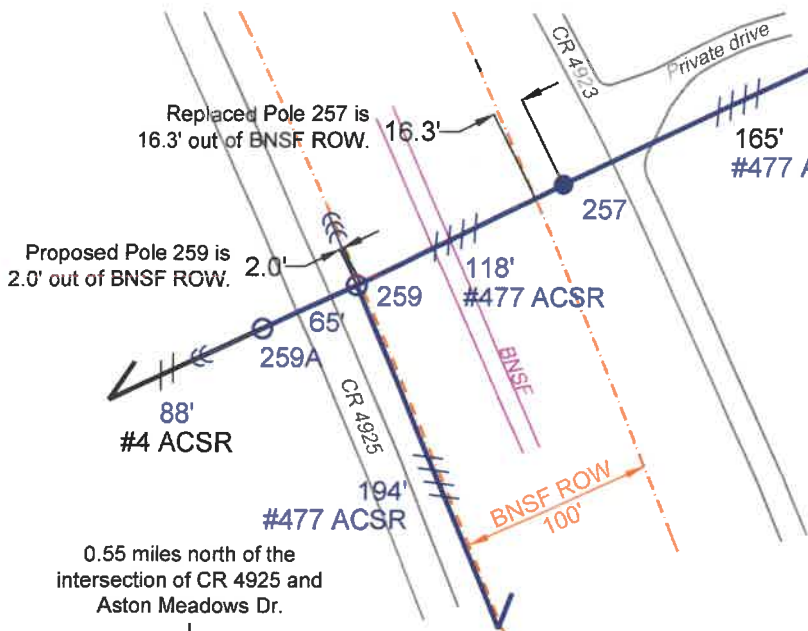 CR 4923
Private drive
Replaced Pole 257 is
16.3' out of BNSF ROW.
16.3'
165'
#477 A
257
Proposed Pole 259 is
2.0' out of BNSF ROW.
2.0'
259
118'
#477 ACSR
65'
259A
BNSF
CR 4925
88'
#4 ACSR
194'
#477 ACSR
BNSF ROW
100'
0.55 miles north of the
intersection of CR 4925 and
Aston Meadows Dr.